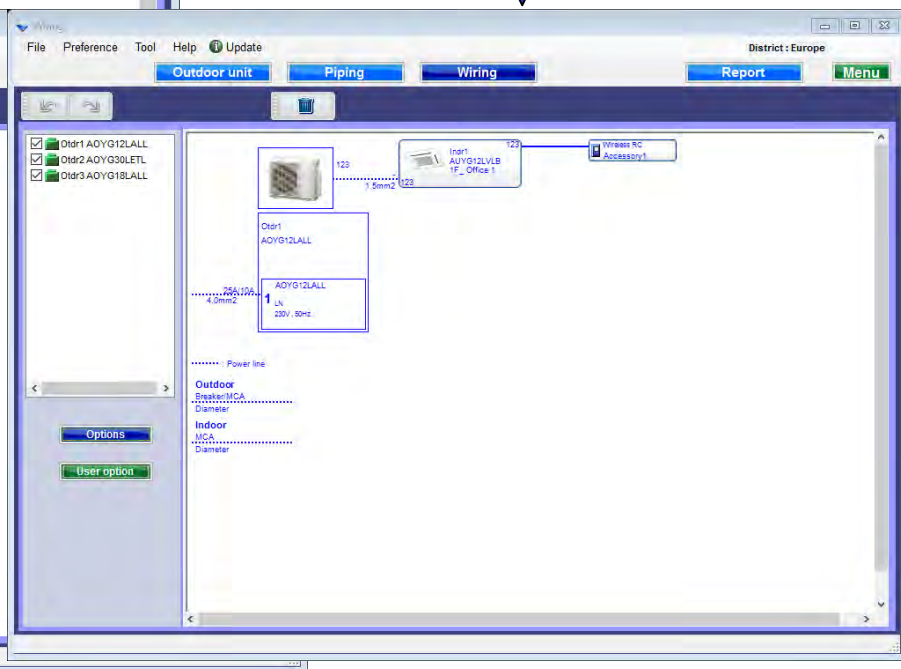 Wiring
File Preference Tool Help Update
District : Europe
Outdoor unit Piping Wiring Report Menu
Otdr1 AOYG12LALL
Otdr2 AOYG30LETL
Otdr3 AOYG18LALL
Options
User option
123
1.5mm2
123
Indr1
AUYG12LVLB
1F_ Office 1
123
Wireless RC
Accessory1
Otdr1
AOYG12LALL
25A/10A
4.0mm2
AOYG12LALL
1 LN
230V , 50Hz
: Power line
Outdoor
Breaker/MCA
Diameter
Indoor
MCA
Diameter